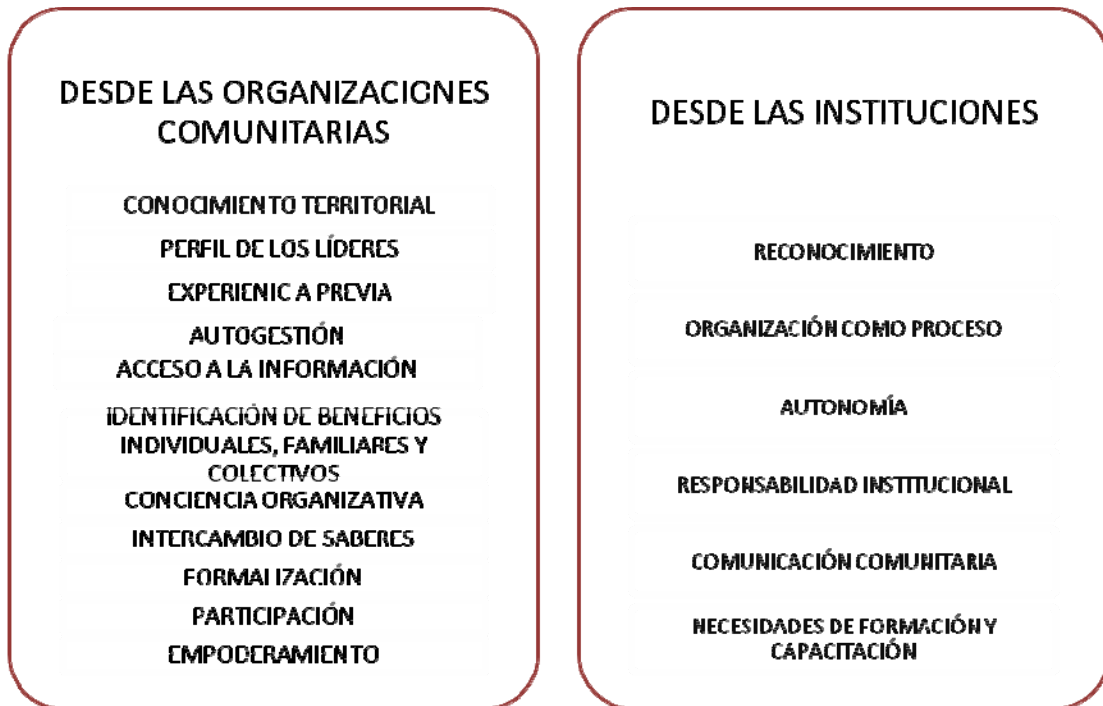 DESDE LAS ORGANIZACIONES
COMUNITARIAS
CONOCIMIENTO TERRITORIAL
PERFIL DE LOS LÍDERES
EXPERIENIC A PREVIA
AUTOGESTIÓN
ACCESO A LA INFORMACIÓN
IDENTIFICACIÓN DE BENEFICIOS
INDIVIDUALES, FAMILIARES Y
COLECTIVOS
CONCIENCIA ORGANIZATIVA
INTERCAMBIO DE SABERES
FORMALIZACIÓN
PARTICIPACIÓN
EMPODERAMIENTO
DESDE LAS INSTITUCIONES
RECONOCIMIENTO
ORGANIZACIÓN COMO PROCESO
AUTONOMÍA
RESPONSABILIDAD INSTITUCIONAL
COMUNICACIÓN COMUNITARIA
NECESIDADES DE FORMACIÓN Y
CAPACITACIÓN